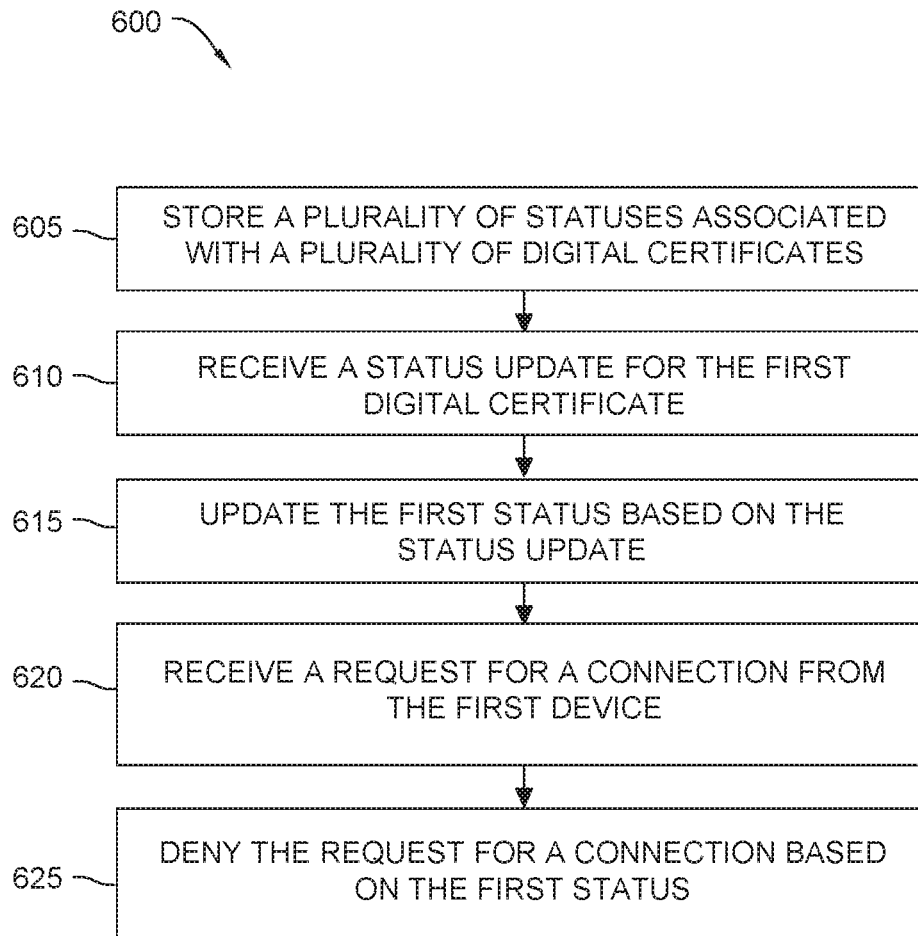 600
605
STORE A PLURALITY OF STATUSES ASSOCIATED
WITH A PLURALITY OF DIGITAL CERTIFICATES
610
RECEIVE A STATUS UPDATE FOR THE FIRST
DIGITAL CERTIFICATE
615
UPDATE THE FIRST STATUS BASED ON THE
STATUS UPDATE
620
RECEIVE A REQUEST FOR A CONNECTION FROM
THE FIRST DEVICE
625
DENY THE REQUEST FOR A CONNECTION BASED
ON THE FIRST STATUS